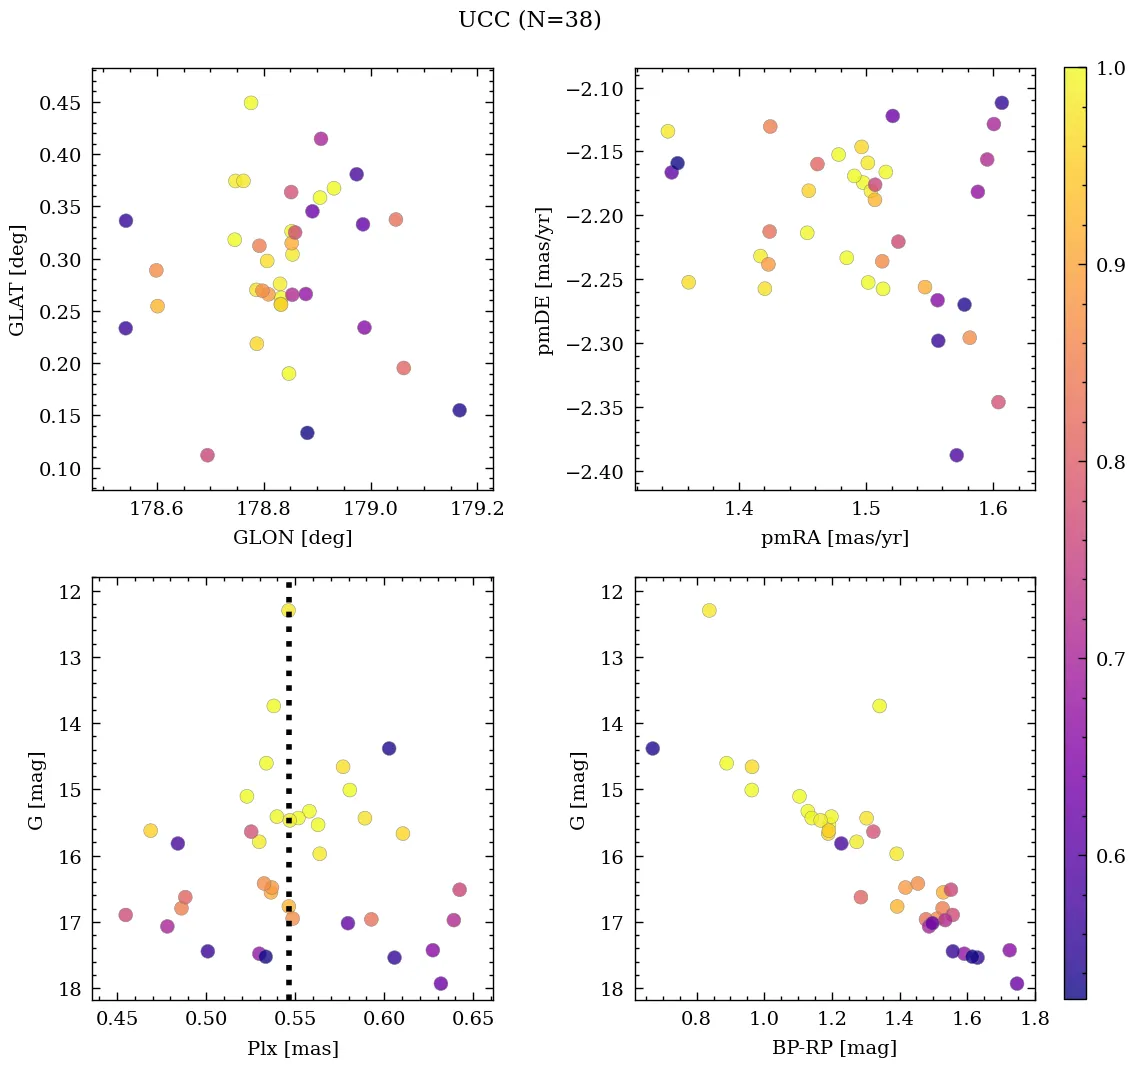 UCC (N=38)
0.45
0.40
0.35
0.30
0.25
0.20
0.15
0.10
GLAT [deg]
178.6 178.8 179.0 179.2
GLON [deg]
−2.10
−2.15
−2.20
−2.25
−2.30
−2.35
−2.40
pmDE [mas/yr]
1.4 1.5 1.6
pmRA [mas/yr]
12
13
14
15
16
17
18
G [mag]
0.45 0.50 0.55 0.60 0.65
Plx [mas]
12
13
14
15
16
17
18
G [mag]
0.8 1.0 1.2 1.4 1.6 1.8
BP-RP [mag]
1.0
0.9
0.8
0.7
0.6